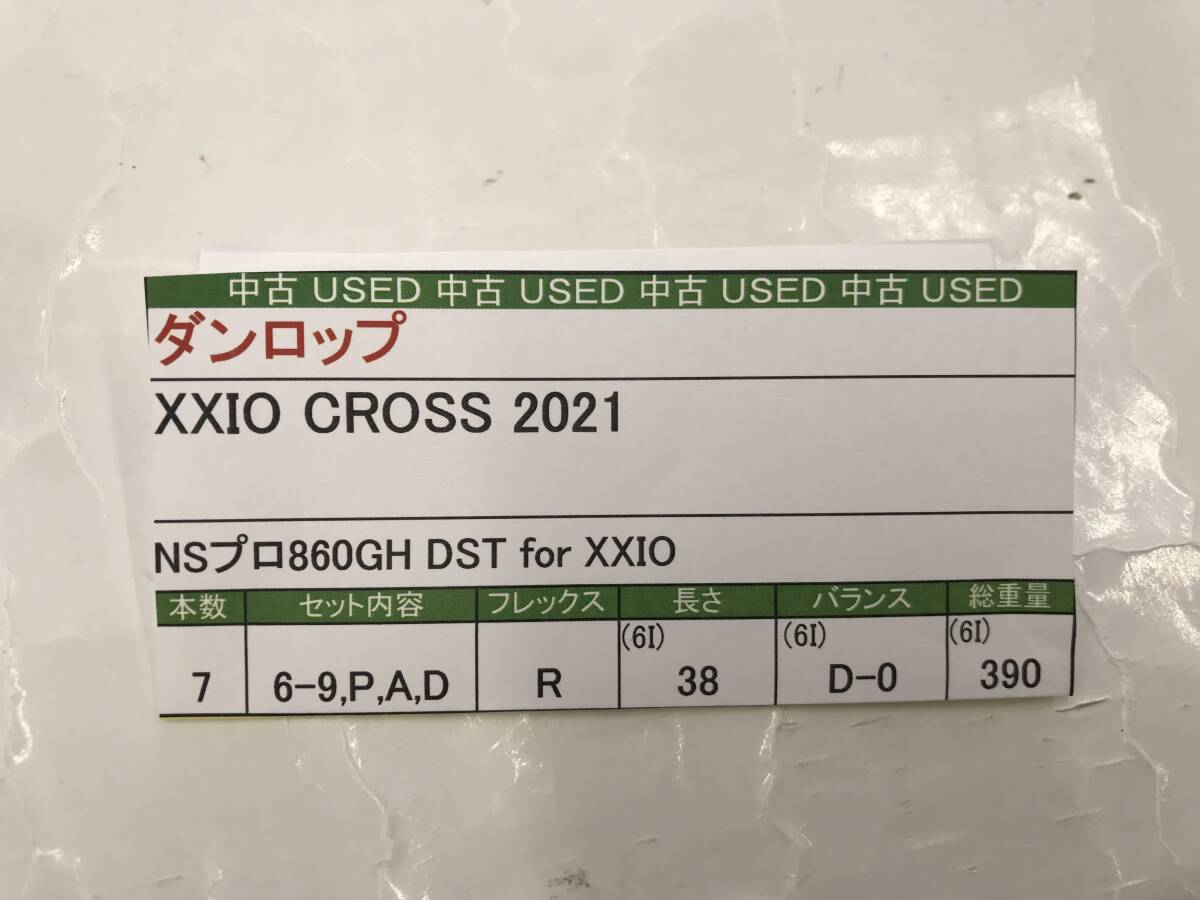 中古 USED 中古 USED 中古 USED 中古 USED
ダンロップ
XXIO CROSS 2021
NSプロ860GH DST for XXIO
本数 セット内容 フレックス 長さ バランス 総重量
(6I) (6I) (6I)
7 6-9,P,A,D R 38 D-0 390